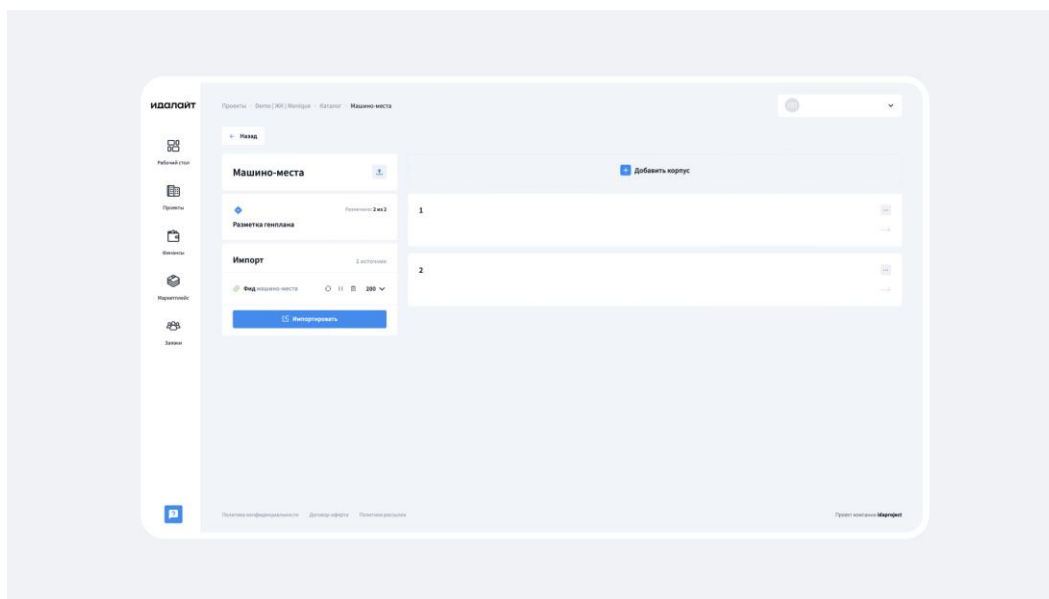 идалайт
Проекты Demo | ЖК | Monique Каталог Машино-места
Назад
Рабочий стол
Проекты
Финансы
Маркетплейс
Заявки
Машино-места
Добавить корпус
Размечено: 2 из 2
Разметка генплана
1
Импорт
1 источник
2
Фид машино-места 200
Импортировать
Политика конфиденциальности Договор оферта Политика рассылок
Проект компании idaproject